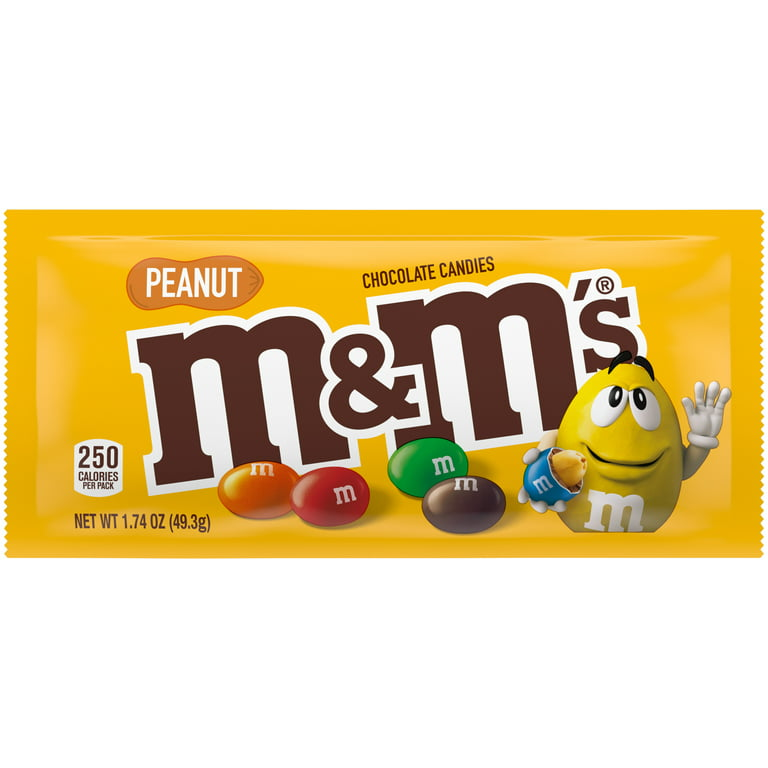 PEANUT
CHOCOLATE CANDIES
m&m's®
250
CALORIES
PER PACK
m
m
m
m
m
m
NET WT 1.74 OZ (49.3g)